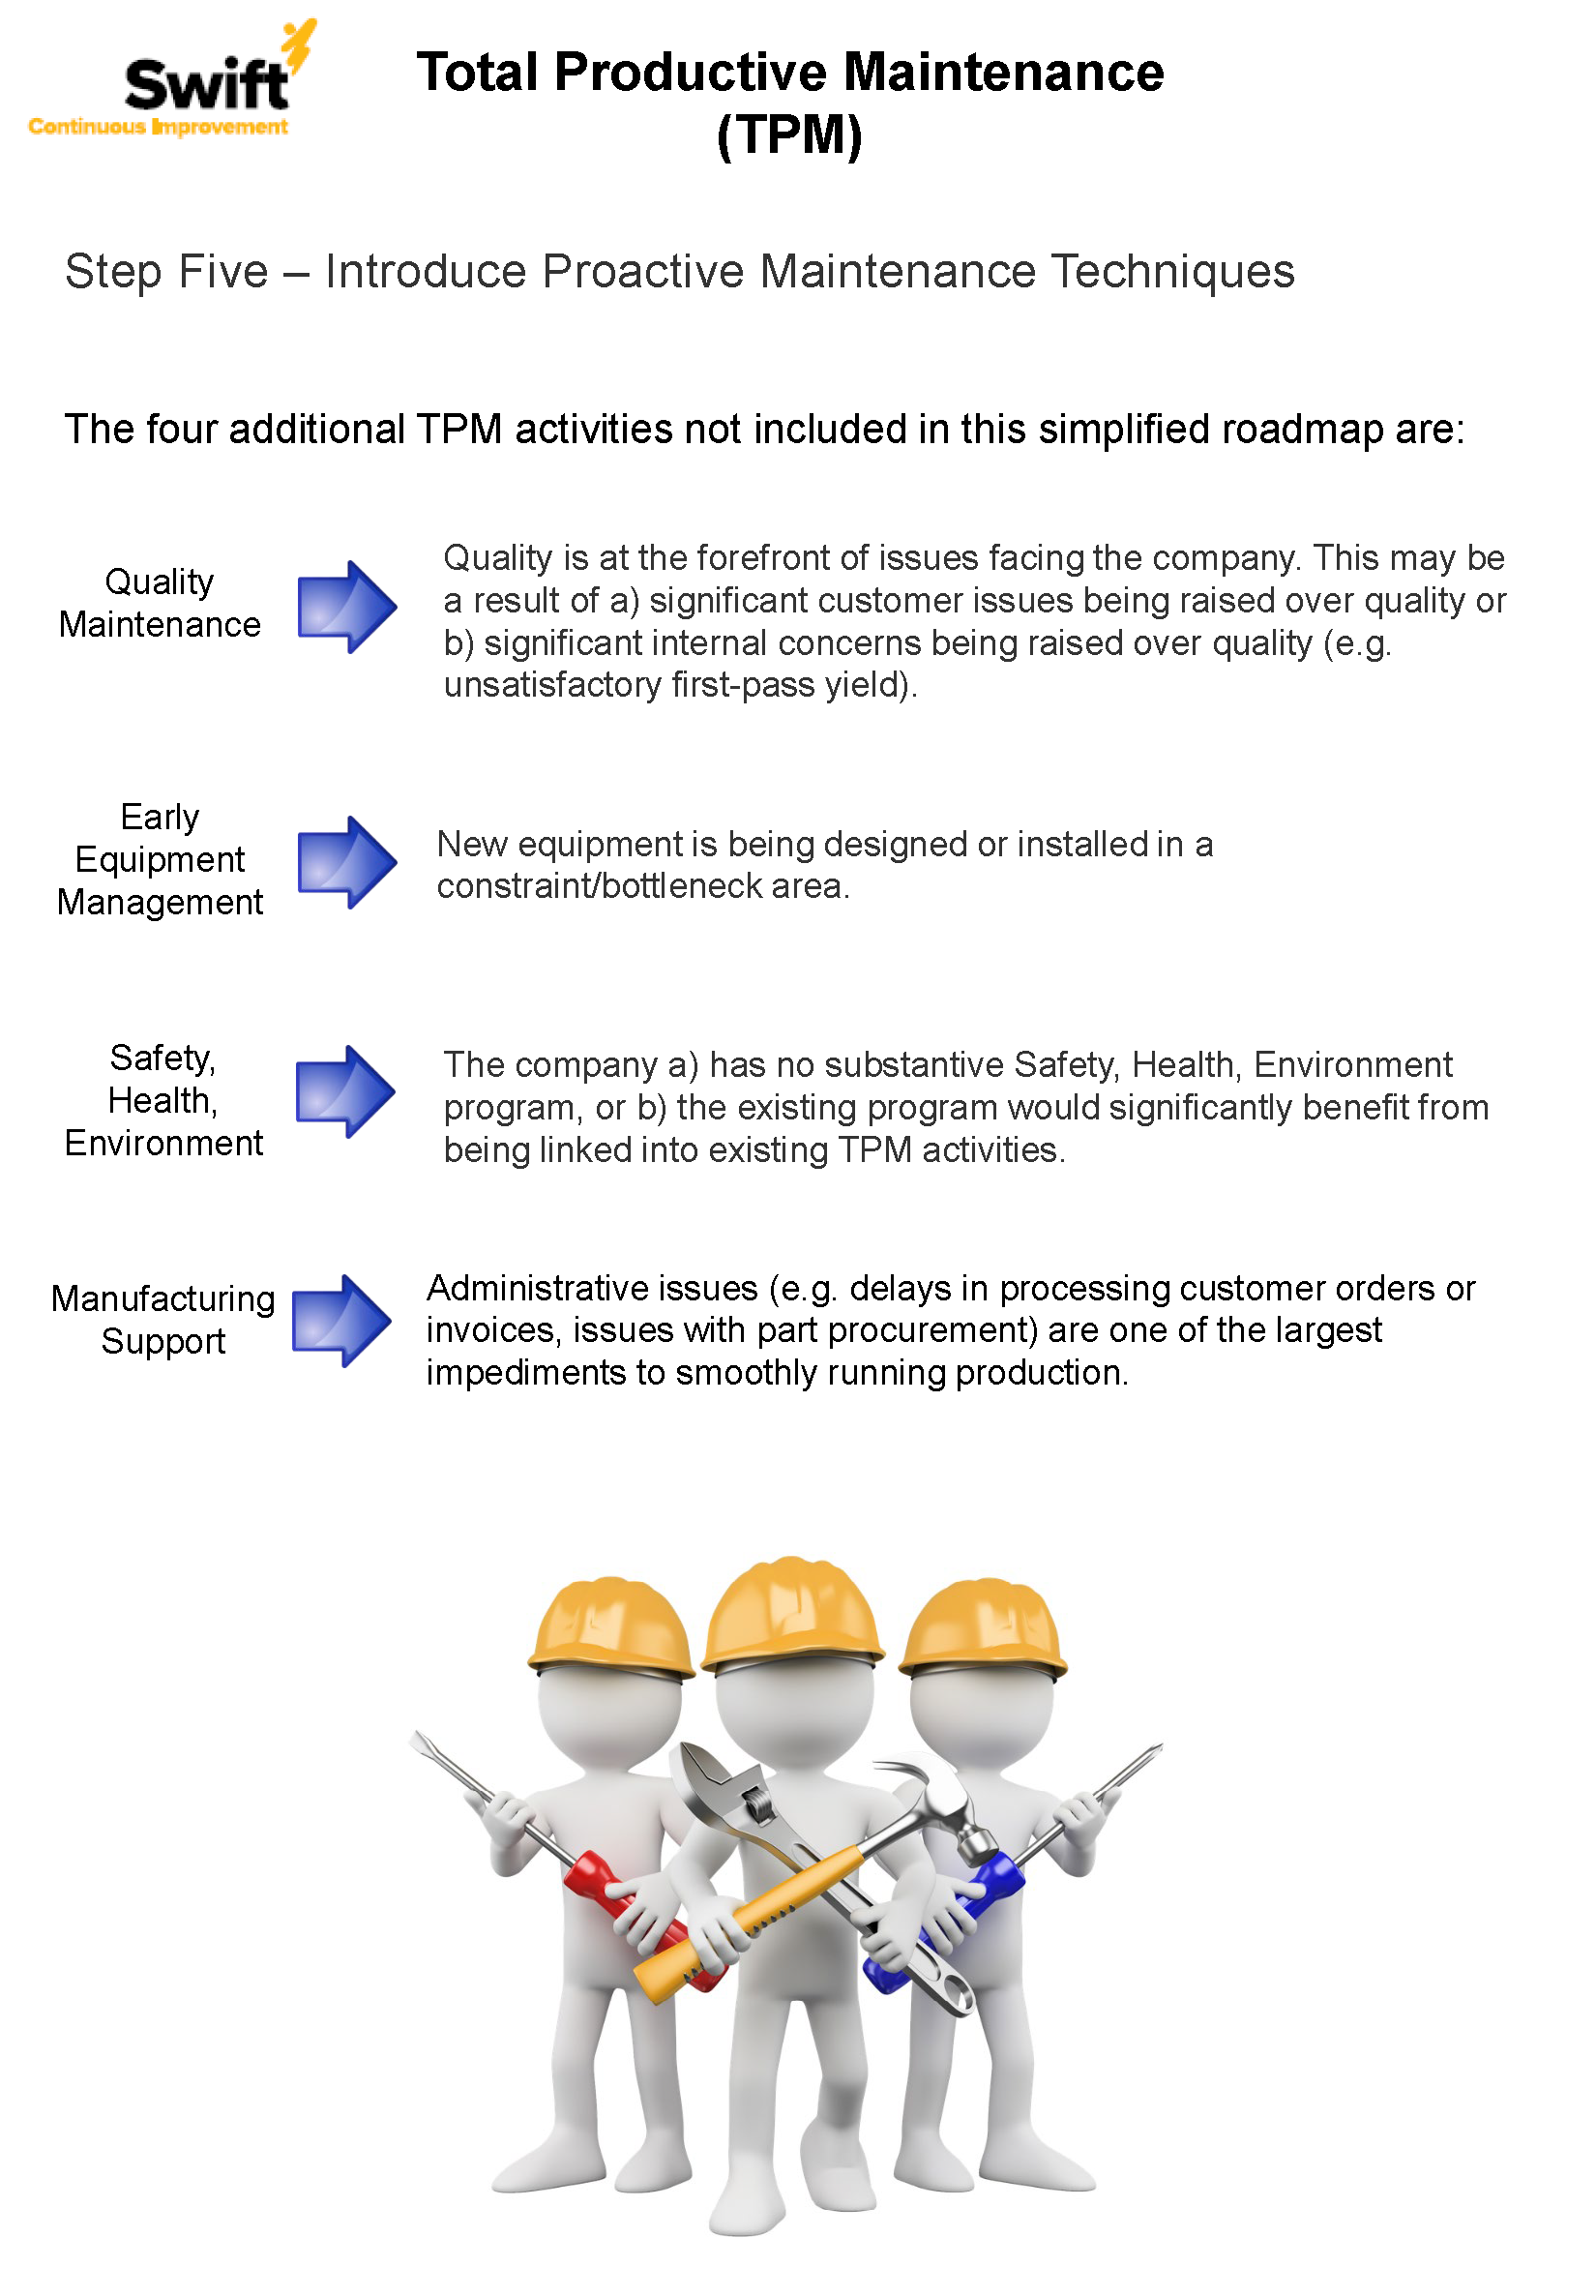 Swift
Continuous Improvement
Total Productive Maintenance
(TPM)
Step Five – Introduce Proactive Maintenance Techniques
The four additional TPM activities not included in this simplified roadmap are:
Quality
Maintenance
Quality is at the forefront of issues facing the company. This may be
a result of a) significant customer issues being raised over quality or
b) significant internal concerns being raised over quality (e.g.
unsatisfactory first-pass yield).
Early
Equipment
Management
New equipment is being designed or installed in a
constraint/bottleneck area.
Safety,
Health,
Environment
The company a) has no substantive Safety, Health, Environment
program, or b) the existing program would significantly benefit from
being linked into existing TPM activities.
Manufacturing
Support
Administrative issues (e.g. delays in processing customer orders or
invoices, issues with part procurement) are one of the largest
impediments to smoothly running production.